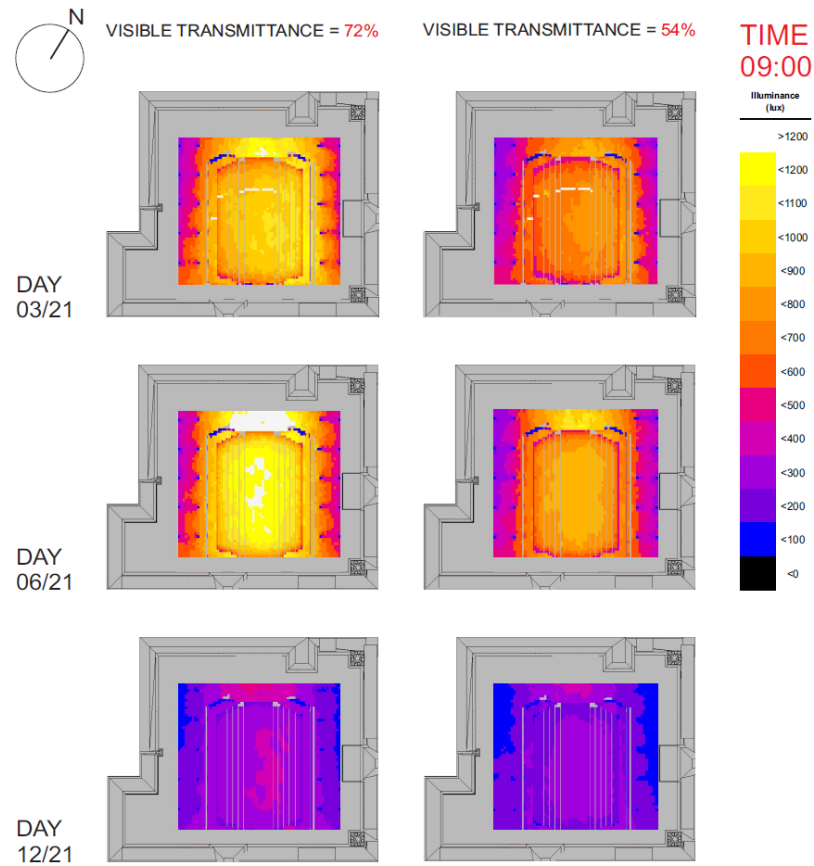 N
VISIBLE TRANSMITTANCE = 72%
VISIBLE TRANSMITTANCE = 54%
TIME
09:00
Illuminance
(lux)
>1200
<1200
<1100
<1000
<900
<800
<700
<600
<500
<400
<300
<200
<100
<0
DAY
03/21
DAY
06/21
DAY
12/21